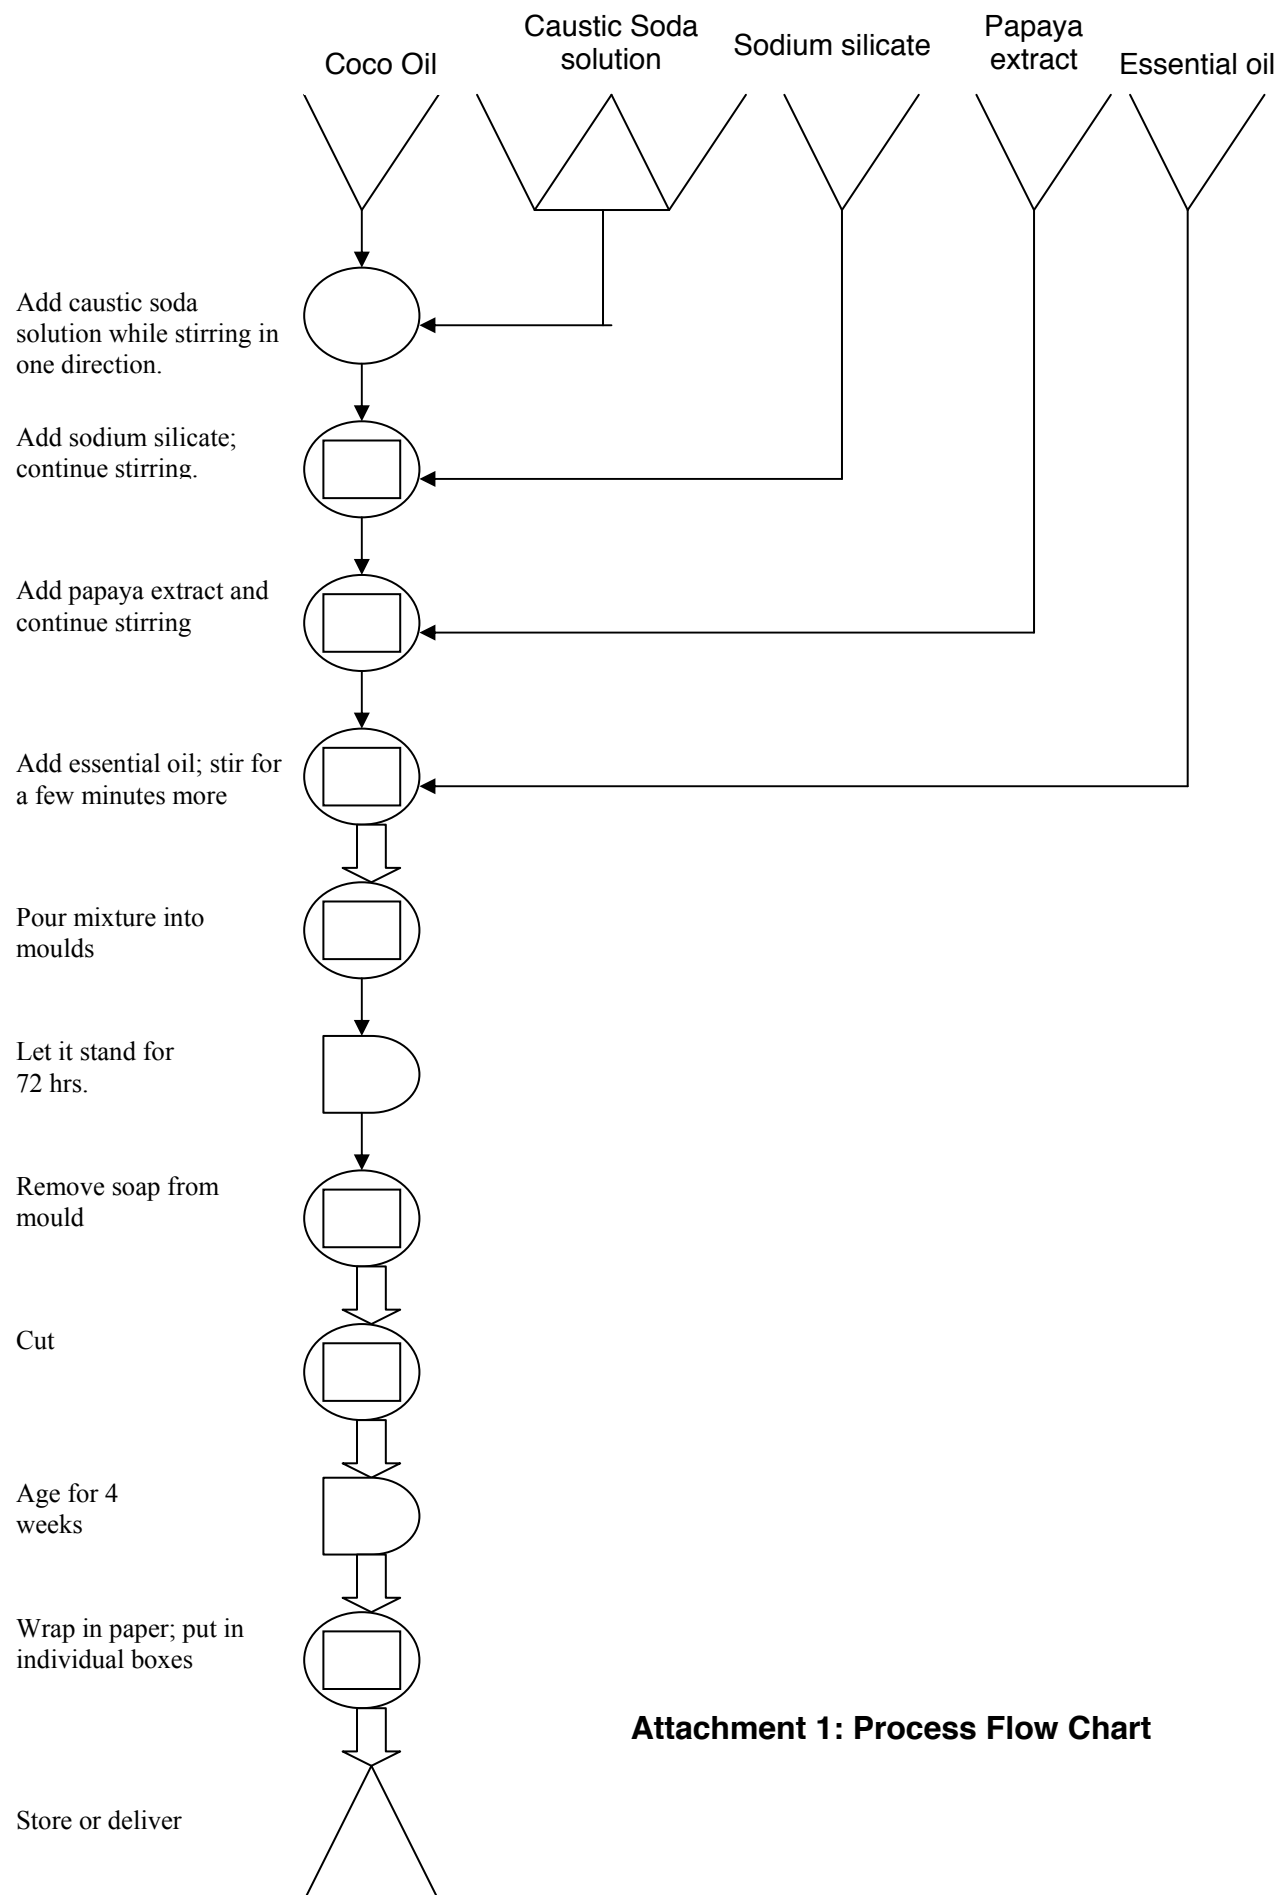 Coco Oil
Caustic Soda
solution
Sodium silicate
Papaya
extract
Essential oil
Add caustic soda
solution while stirring in
one direction.
Add sodium silicate;
continue stirring.
Add papaya extract and
continue stirring
Add essential oil; stir for
a few minutes more
Pour mixture into
moulds
Let it stand for
72 hrs.
Remove soap from
mould
Cut
Age for 4
weeks
Wrap in paper; put in
individual boxes
Attachment 1: Process Flow Chart
Store or deliver